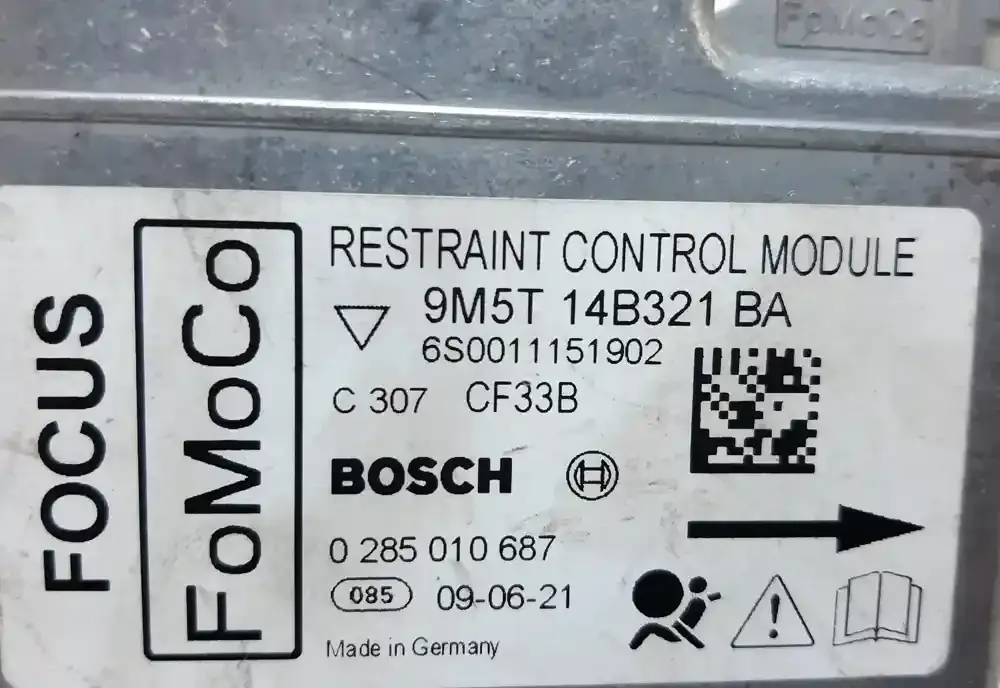 FoMoCo
FOCUS
FoMoCo
RESTRAINT CONTROL MODULE
9M5T 14B321 BA
6S0011151902
C 307 CF33B
BOSCH
0 285 010 687
085 09-06-21
Made in Germany